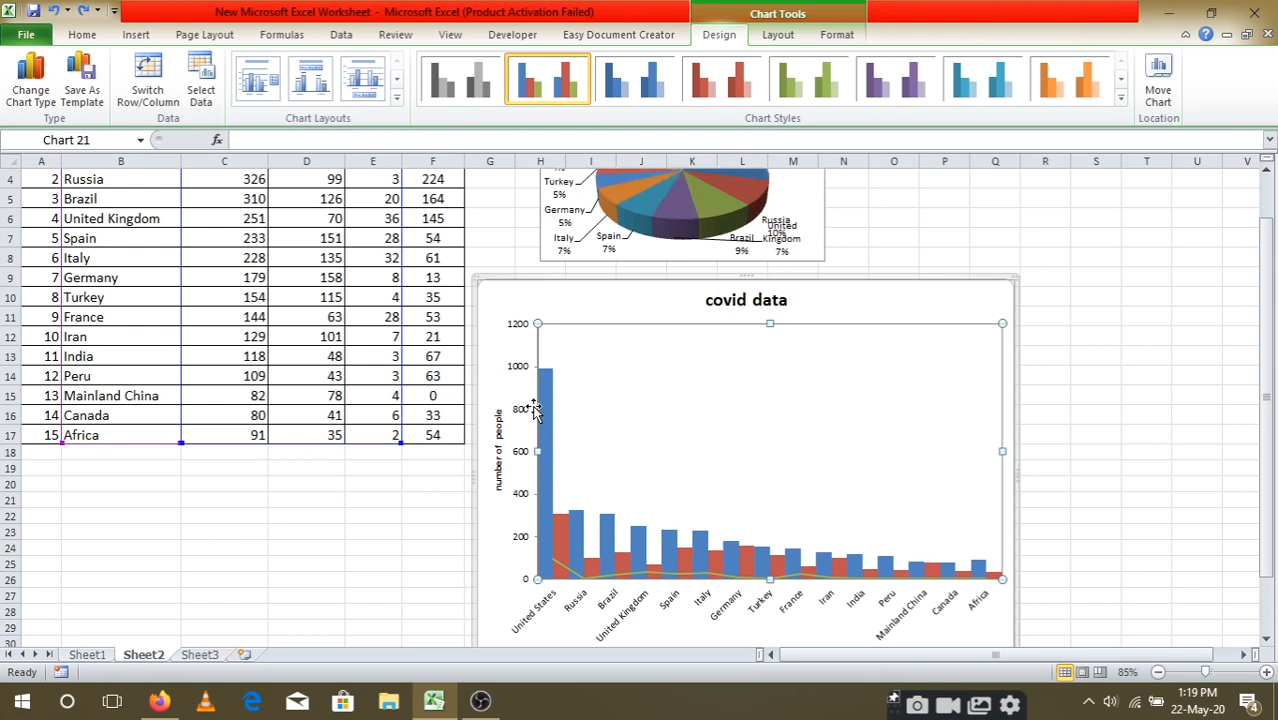 New Microsoft Excel Worksheet - Microsoft Excel (Product Activation Failed)
Chart Tools
File Home Insert Page Layout Formulas Data Review View Developer Easy Document Creator Design Layout Format
Change Chart Type
Save As Template
Switch Row/Column
Select Data
Move Chart
Type Data Chart Layouts Chart Styles Location
Chart 21 fx
A B C D E F G H I J K L M N O P Q R S T U V
4 2 Russia 326 99 3 224
5 3 Brazil 310 126 20 164
6 4 United Kingdom 251 70 36 145
7 5 Spain 233 151 28 54
8 6 Italy 228 135 32 61
9 7 Germany 179 158 8 13
10 8 Turkey 154 115 4 35
11 9 France 144 63 28 53
12 10 Iran 129 101 7 21
13 11 India 118 48 3 67
14 12 Peru 109 43 3 63
15 13 Mainland China 82 78 4 0
16 14 Canada 80 41 6 33
17 15 Africa 91 35 2 54
18
19
20
21
22
23
24
25
26
27
28
29
30
Turkey
5%
Germany
5%
Italy
7%
Spain
7%
Brazil
9%
United Kingdom
7%
Russia
10%
covid data
number of people
1200
1000
800
600
400
200
0
United States Russia Brazil United Kingdom Spain Italy Germany Turkey France Iran India Peru Mainland China Canada Africa
Sheet1 Sheet2 Sheet3
Ready 85%
1:19 PM
22-May-20
4